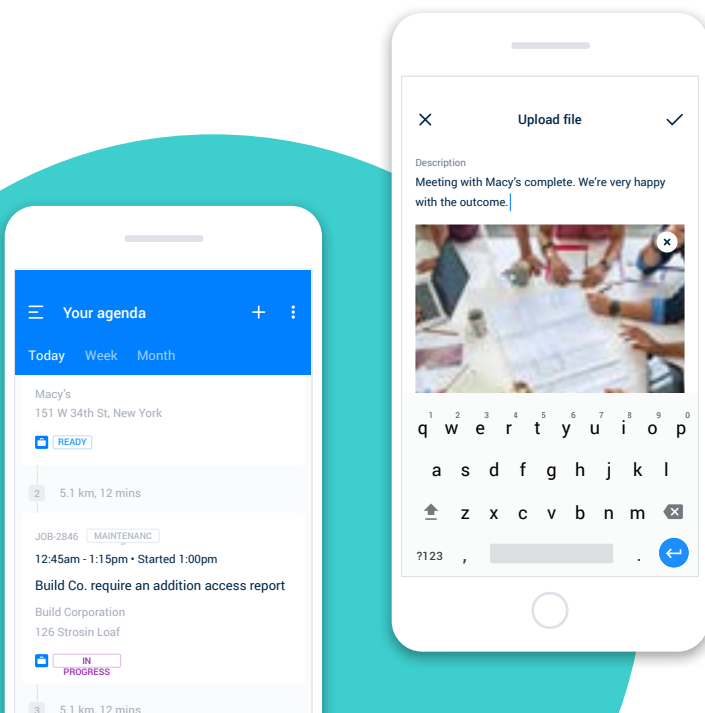 Your agenda
Today Week Month
Macy's
151 W 34th St, New York
READY
2 5.1 km, 12 mins
JOB-2846 MAINTENANC
12:45am - 1:15pm • Started 1:00pm
Build Co. require an addition access report
Build Corporation
126 Strosin Loaf
IN
PROGRESS
3 5.1 km, 12 mins
Upload file
Description
Meeting with Macy's complete. We're very happy
with the outcome.
1 2 3 4 5 6 7 8 9 0
q w e r t y u i o p
a s d f g h j k l
z x c v b n m
?123 , .